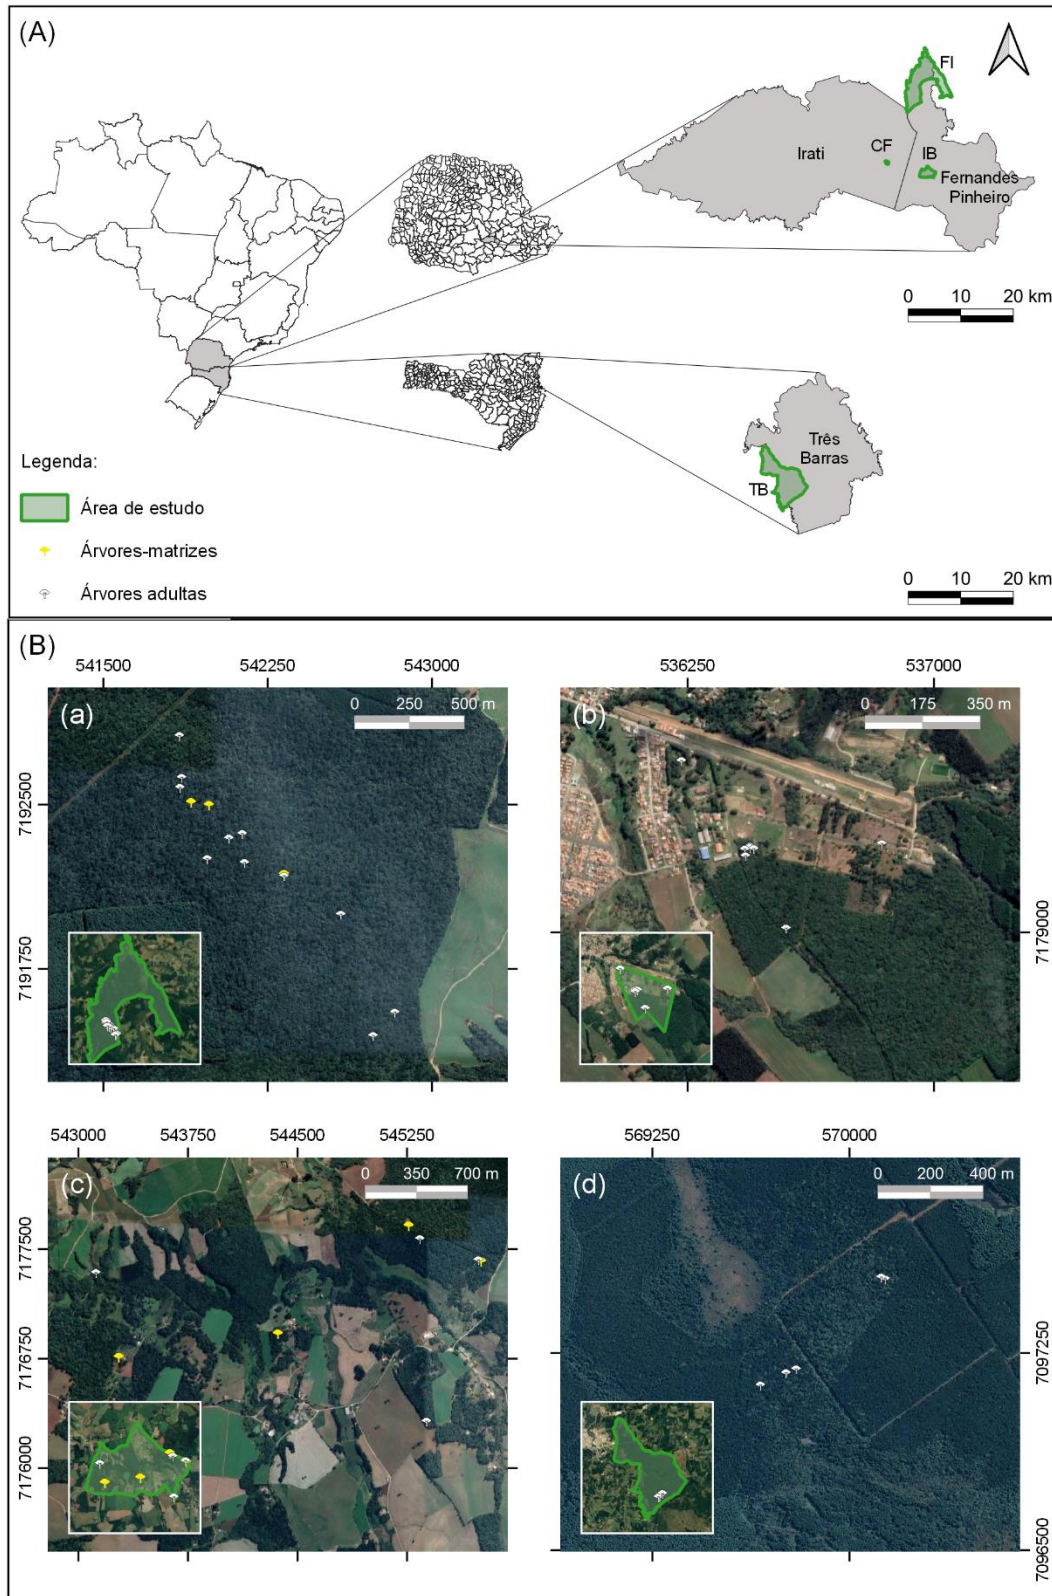 (A)
FI
Irati
CF
IB
Fernandes
Pinheiro
0 10 20 km
Três
Barras
TB
0 10 20 km
Legenda:
Área de estudo
Árvores-matrizes
Árvores adultas
(B)
541500 542250 543000
536250 537000
(a)
0 250 500 m
7192500
7191750
(b)
0 175 350 m
7179000
543000 543750 544500 545250
569250 570000
(c)
0 350 700 m
7177500
7176750
7176000
(d)
0 200 400 m
7097250
7096500